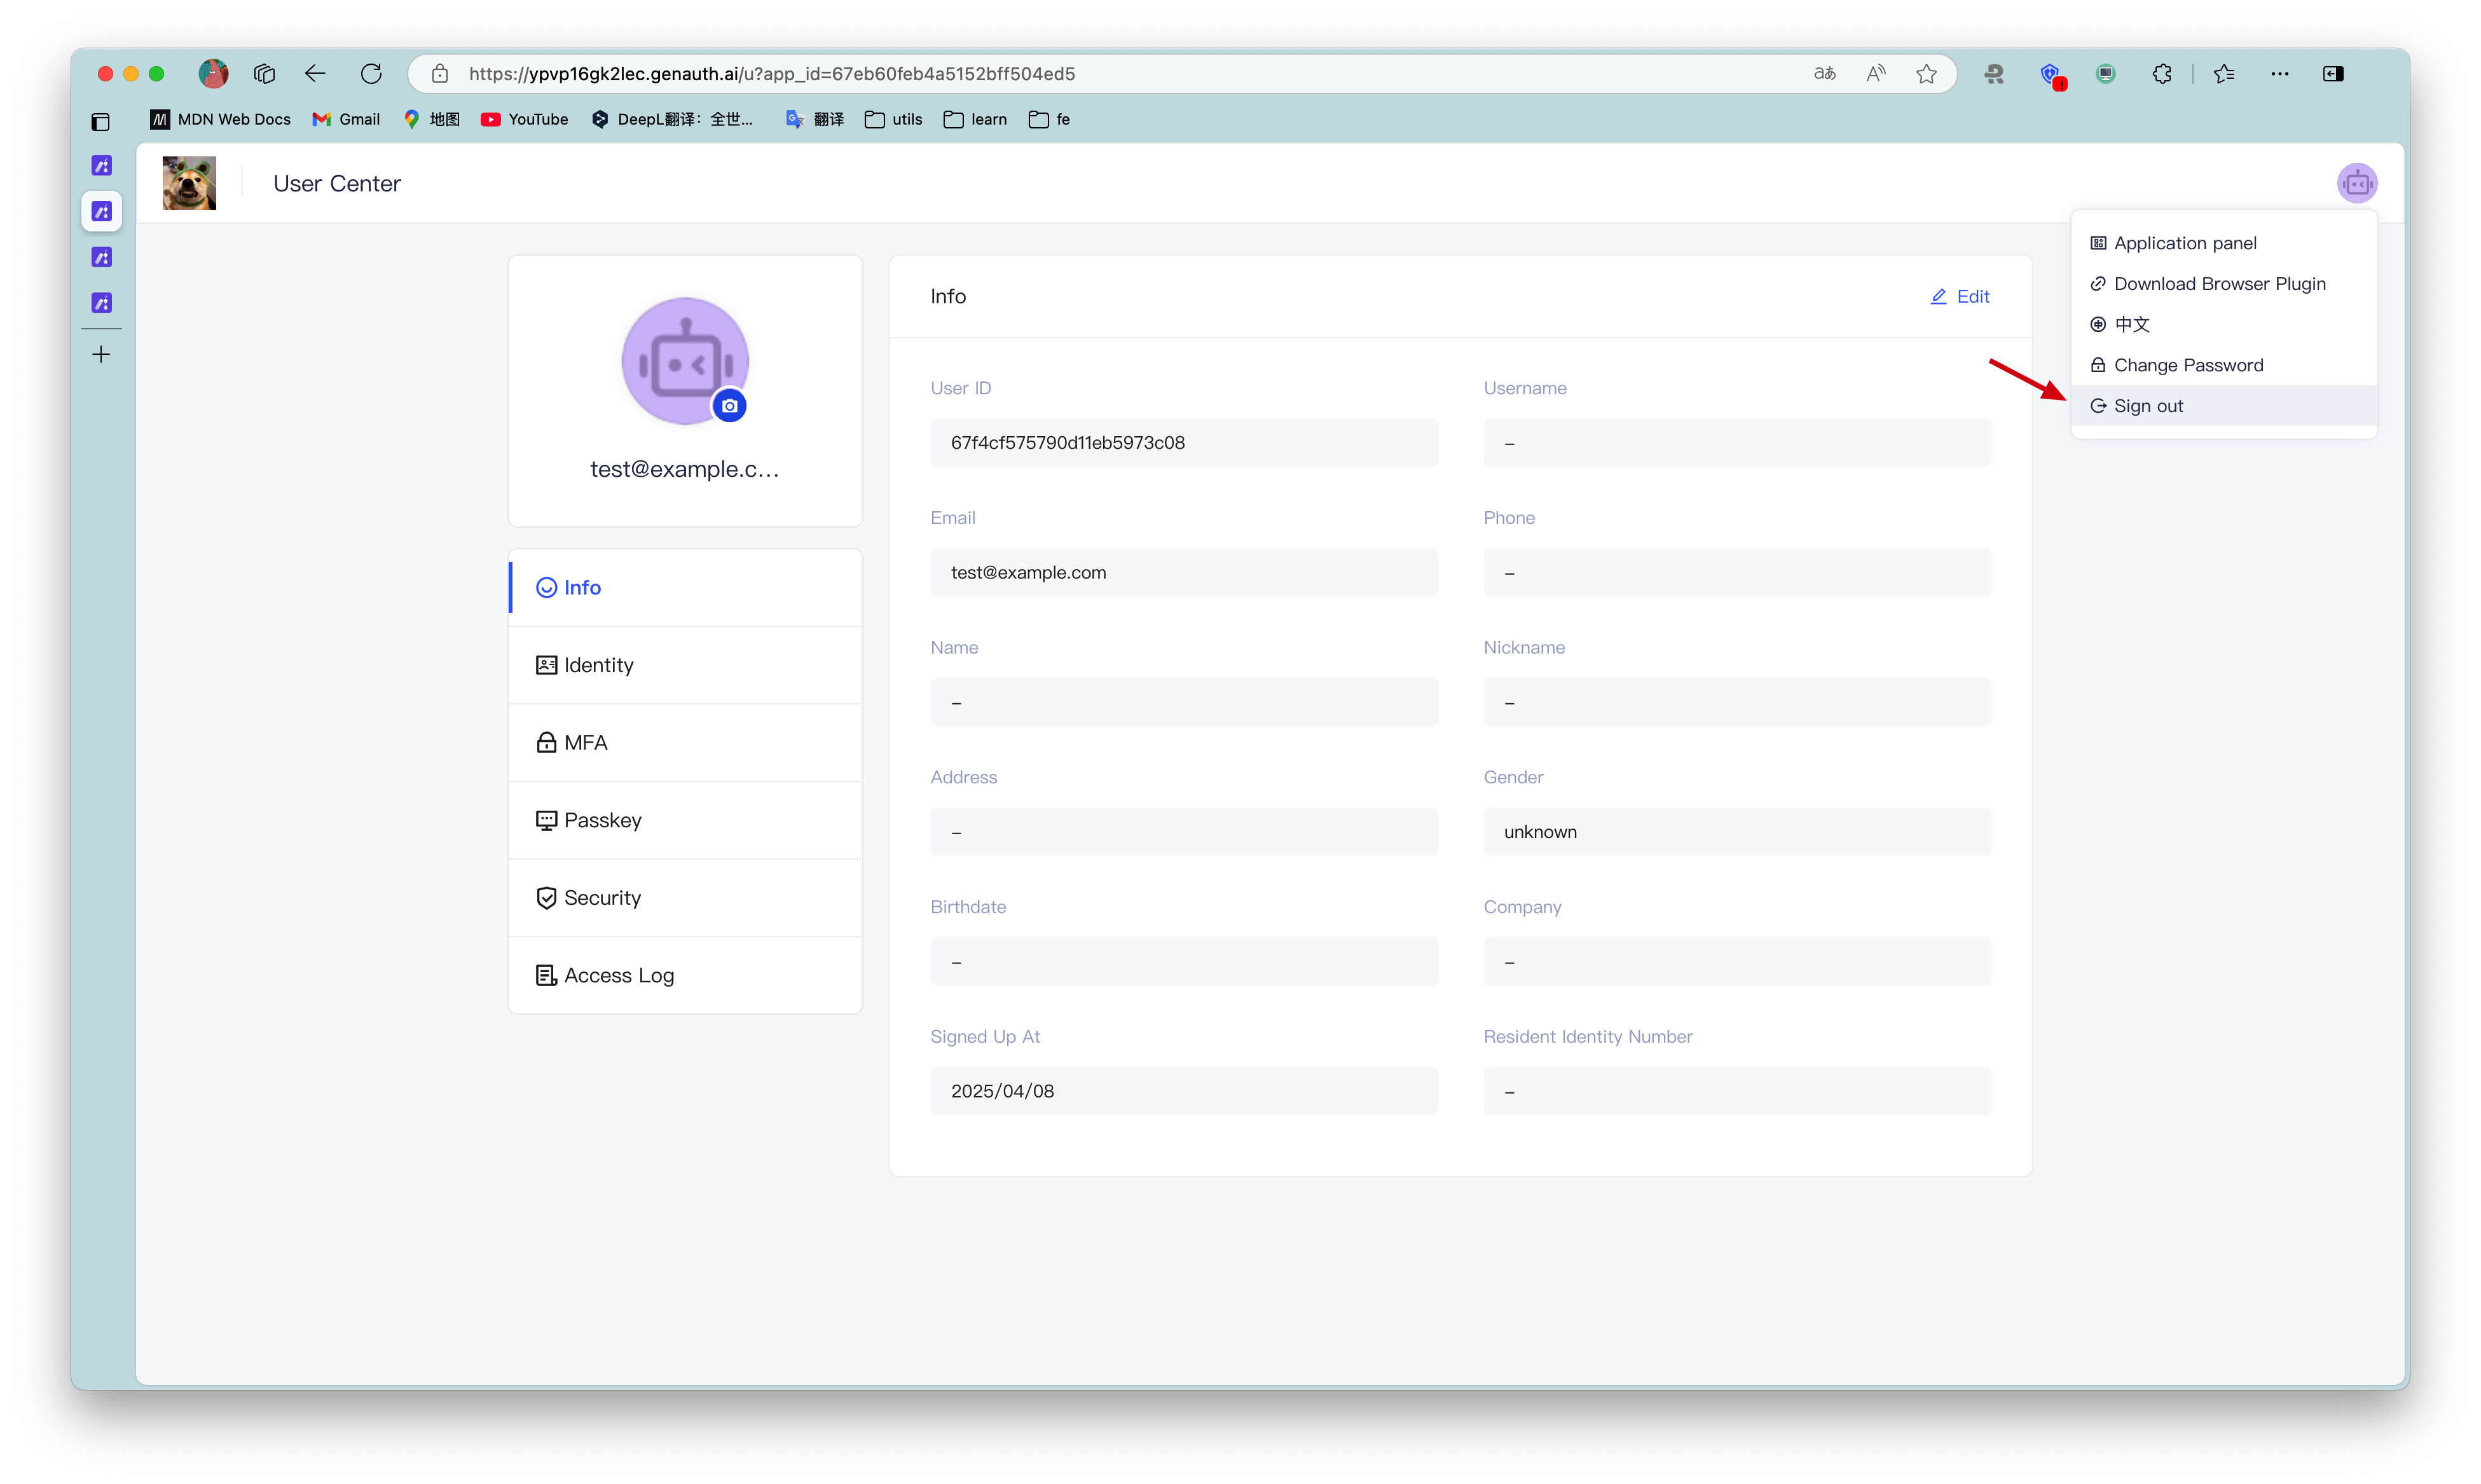 https://ypvp16gk2lec.genauth.ai/u?app_id=67eb60feb4a5152bff504ed5
MDN Web Docs Gmail 地图 YouTube DeepL翻译：全世... 翻译 utils learn fe
User Center
Application panel
Download Browser Plugin
中文
Change Password
Sign out
test@example.c...
Info
Identity
MFA
Passkey
Security
Access Log
Info Edit
User ID Username
67f4cf575790d11eb5973c08 –
Email Phone
test@example.com –
Name Nickname
– –
Address Gender
– unknown
Birthdate Company
– –
Signed Up At Resident Identity Number
2025/04/08 –